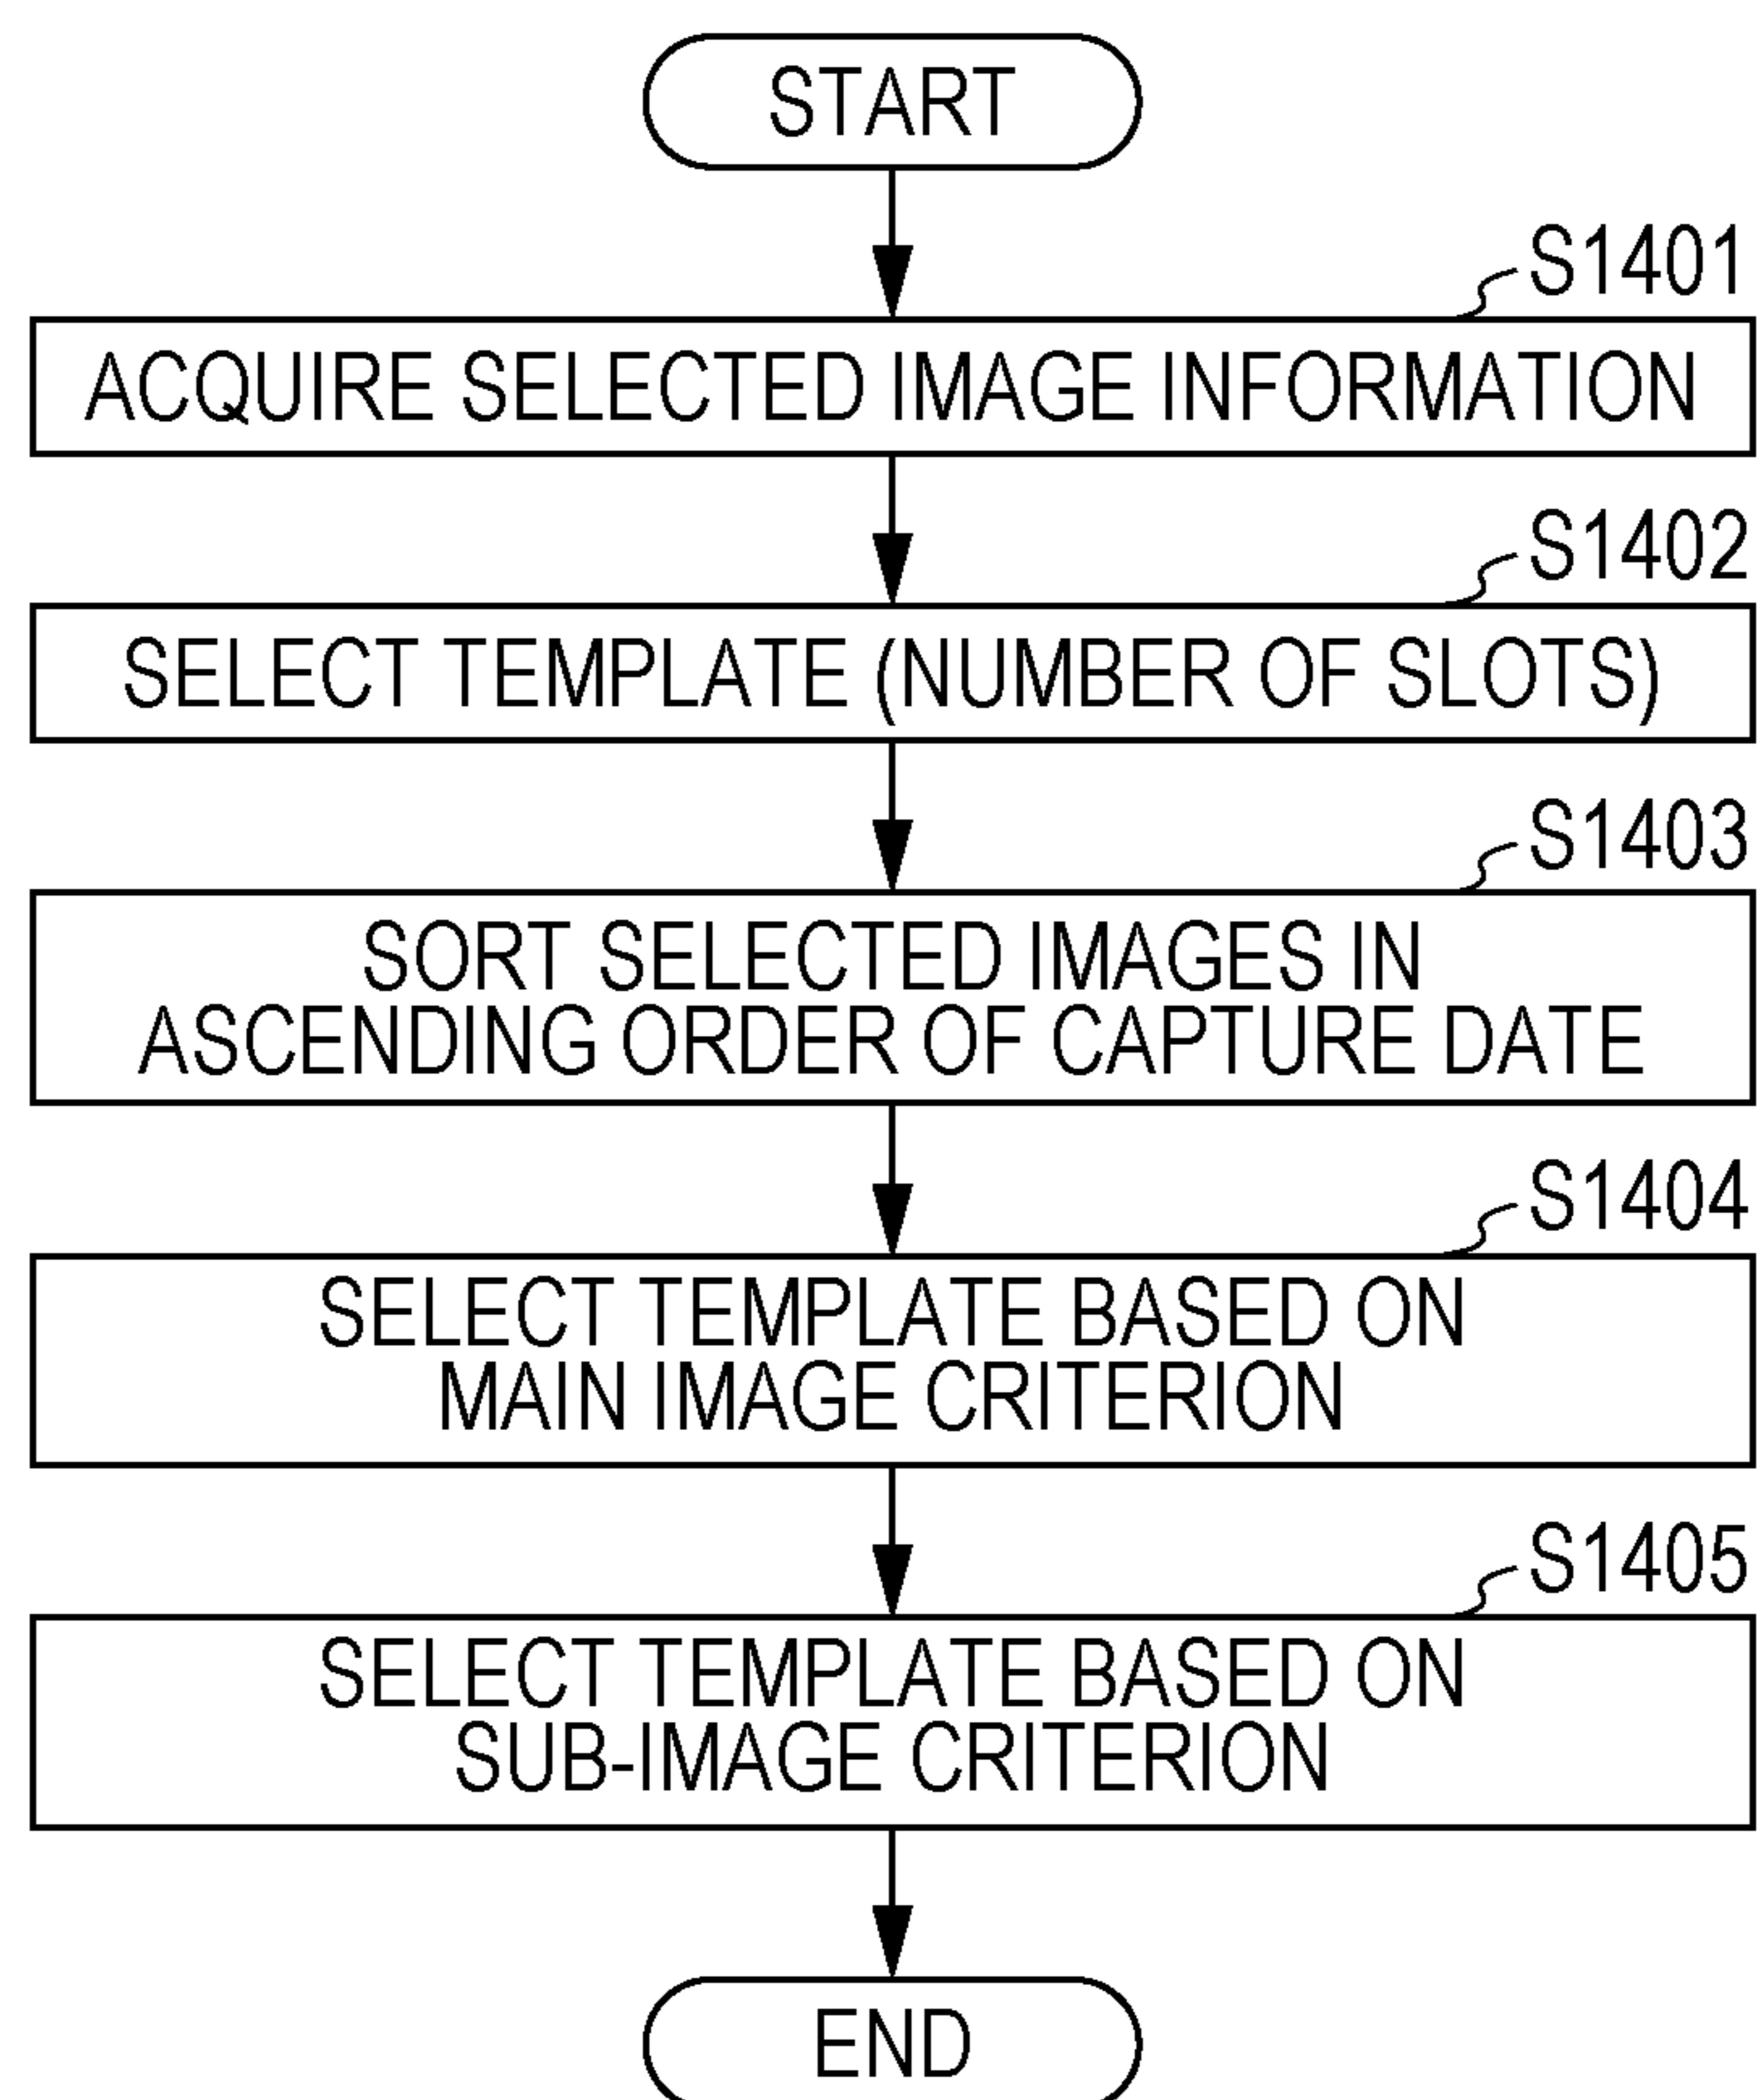 START
S1401
ACQUIRE SELECTED IMAGE INFORMATION
S1402
SELECT TEMPLATE (NUMBER OF SLOTS)
S1403
SORT SELECTED IMAGES IN
ASCENDING ORDER OF CAPTURE DATE
S1404
SELECT TEMPLATE BASED ON
MAIN IMAGE CRITERION
S1405
SELECT TEMPLATE BASED ON
SUB-IMAGE CRITERION
END